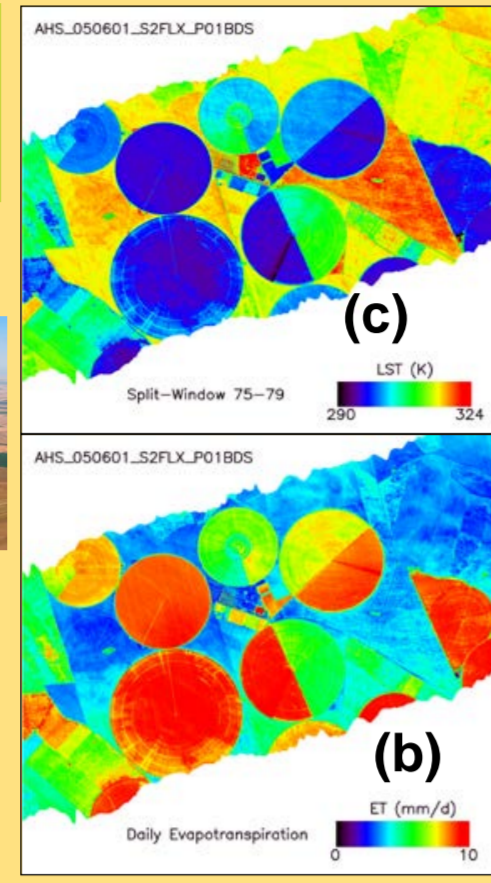 AHS_050601_S2FLX_P01BDS
(c)
LST (K)
Split-Window 75-79
290 324
AHS_050601_S2FLX_P01BDS
(b)
ET (mm/d)
Daily Evapotranspiration
0 10